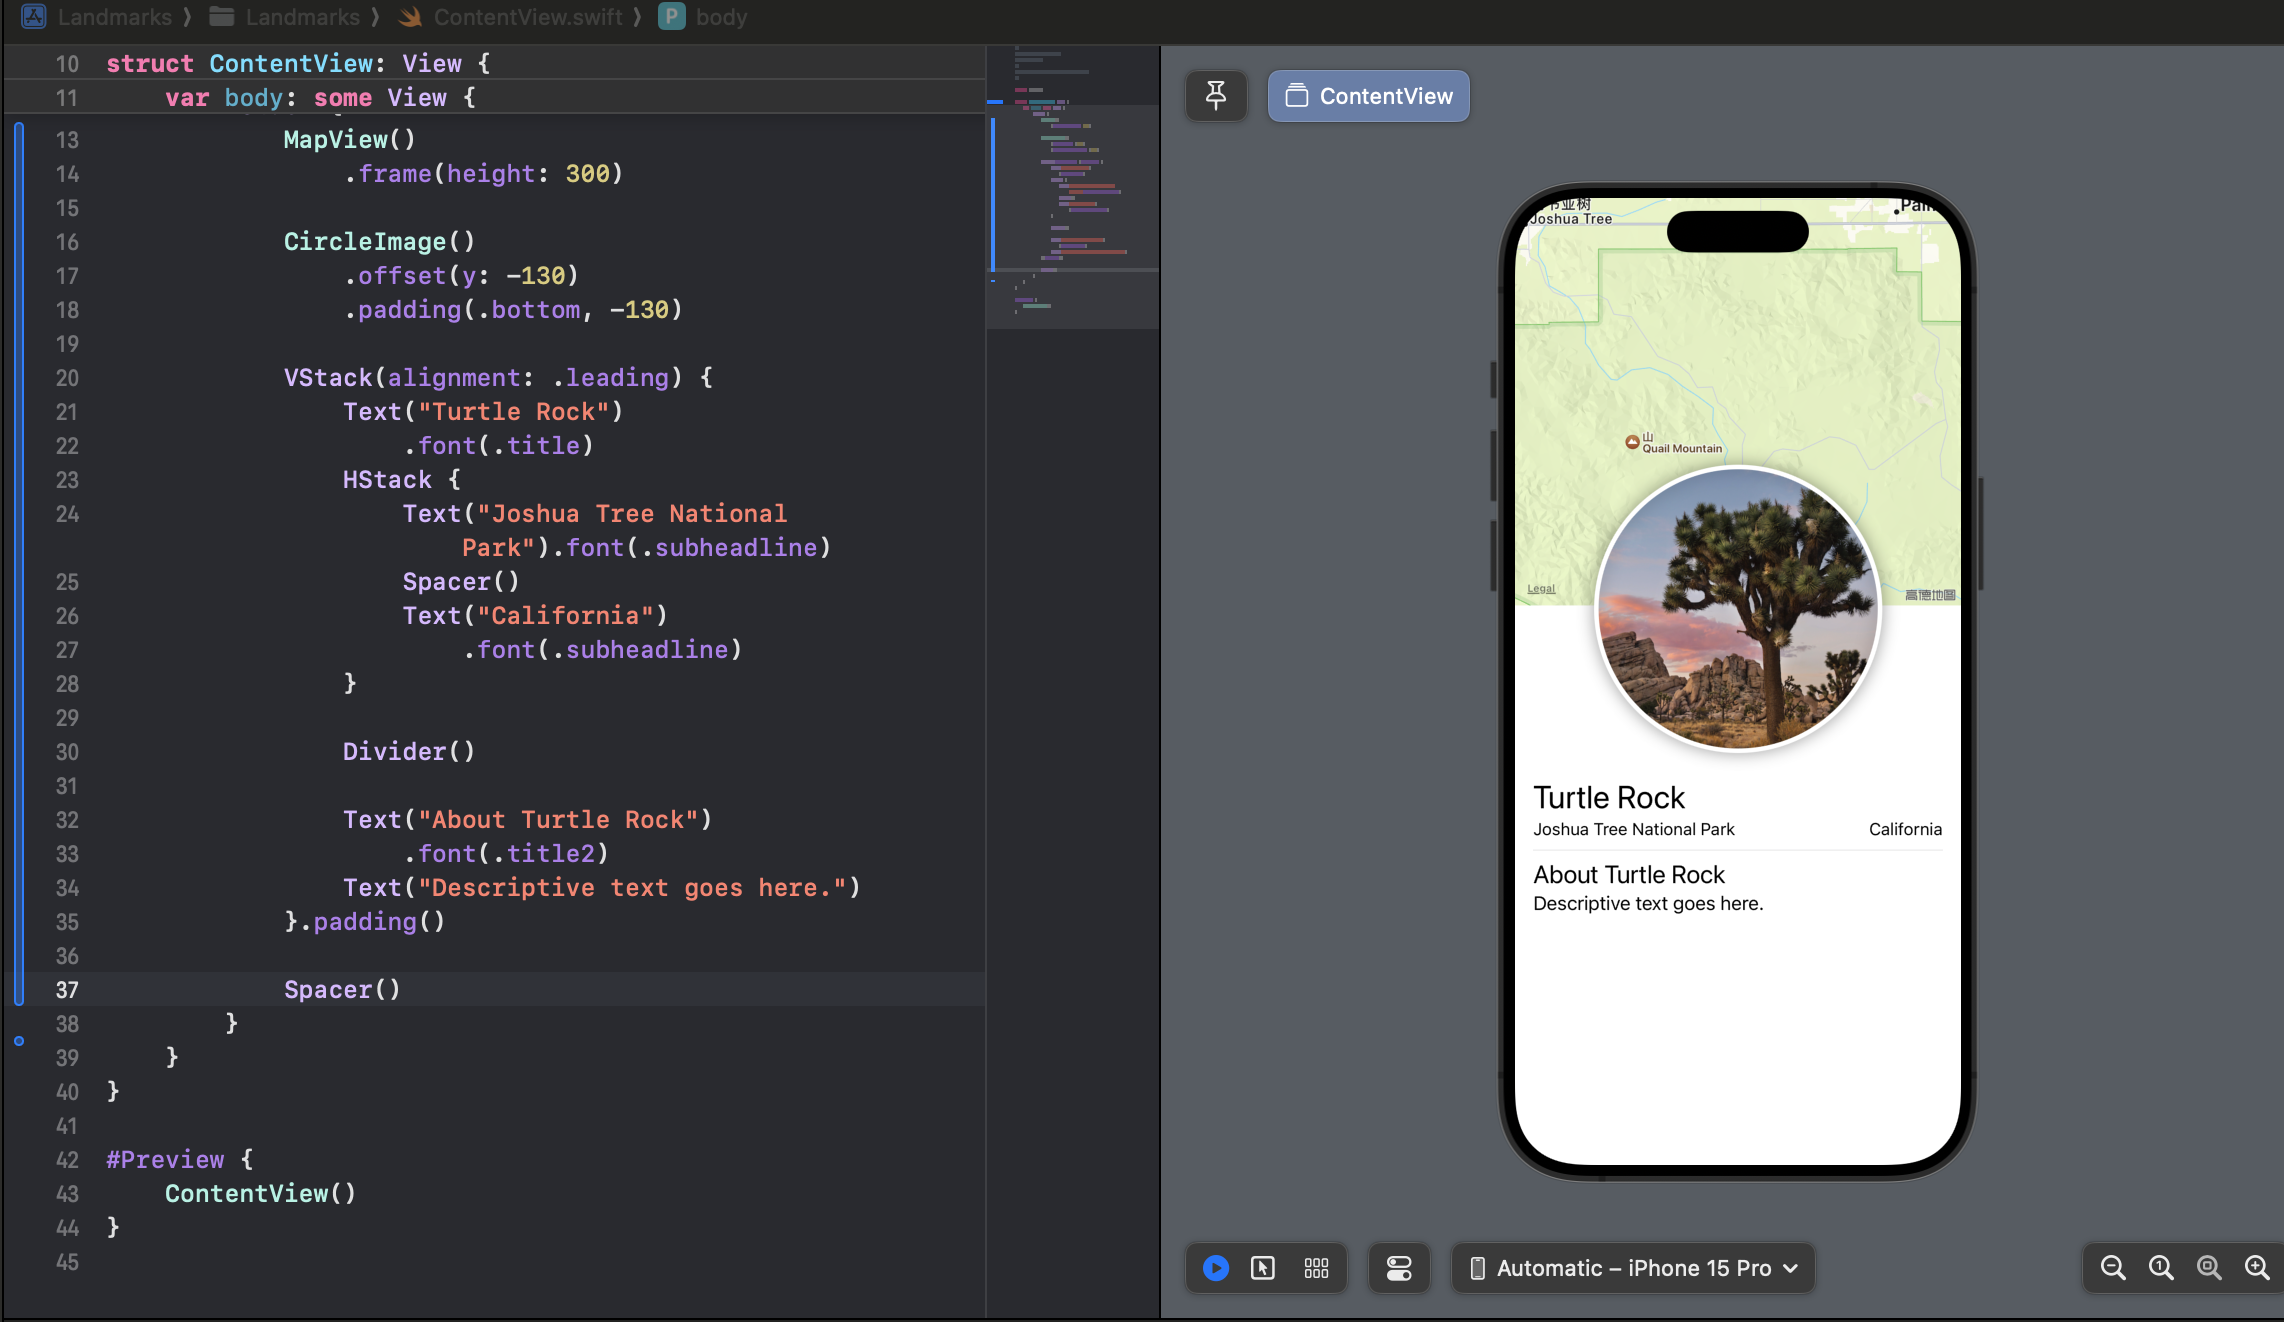 Landmarks ⟩ Landmarks ⟩ ContentView.swift ⟩ P body
10 struct ContentView: View {
11     var body: some View {
13             MapView()
14                 .frame(height: 300)
15
16             CircleImage()
17                 .offset(y: -130)
18                 .padding(.bottom, -130)
19
20             VStack(alignment: .leading) {
21                 Text("Turtle Rock")
22                     .font(.title)
23                 HStack {
24                     Text("Joshua Tree National
                        Park").font(.subheadline)
25                     Spacer()
26                     Text("California")
27                         .font(.subheadline)
28                 }
29
30                 Divider()
31
32                 Text("About Turtle Rock")
33                     .font(.title2)
34                 Text("Descriptive text goes here.")
35             }.padding()
36
37             Spacer()
38         }
39     }
40 }
41
42 #Preview {
43     ContentView()
44 }
45
ContentView
亚树
Joshua Tree
山
Quail Mountain
Legal
高德地图
Turtle Rock
Joshua Tree National Park California
About Turtle Rock
Descriptive text goes here.
Automatic – iPhone 15 Pro
1